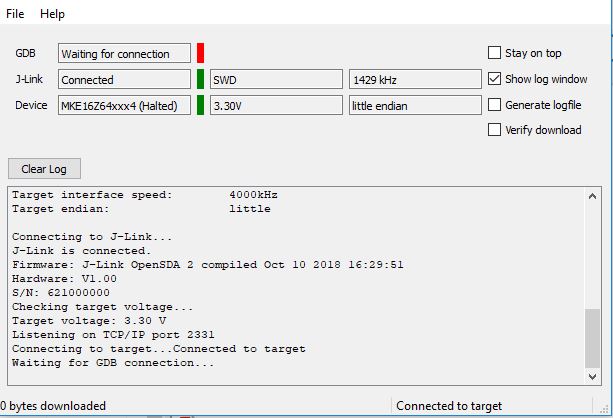 File Help
GDB Waiting for connection Stay on top
J-Link Connected SWD 1429 kHz Show log window
Device MKE16Z64xxx4 (Halted) 3.30V little endian Generate logfile
Verify download
Clear Log
Target interface speed: 4000kHz
Target endian: little
Connecting to J-Link...
J-Link is connected.
Firmware: J-Link OpenSDA 2 compiled Oct 10 2018 16:29:51
Hardware: V1.00
S/N: 621000000
Checking target voltage...
Target voltage: 3.30 V
Listening on TCP/IP port 2331
Connecting to target...Connected to target
Waiting for GDB connection...
0 bytes downloaded Connected to target